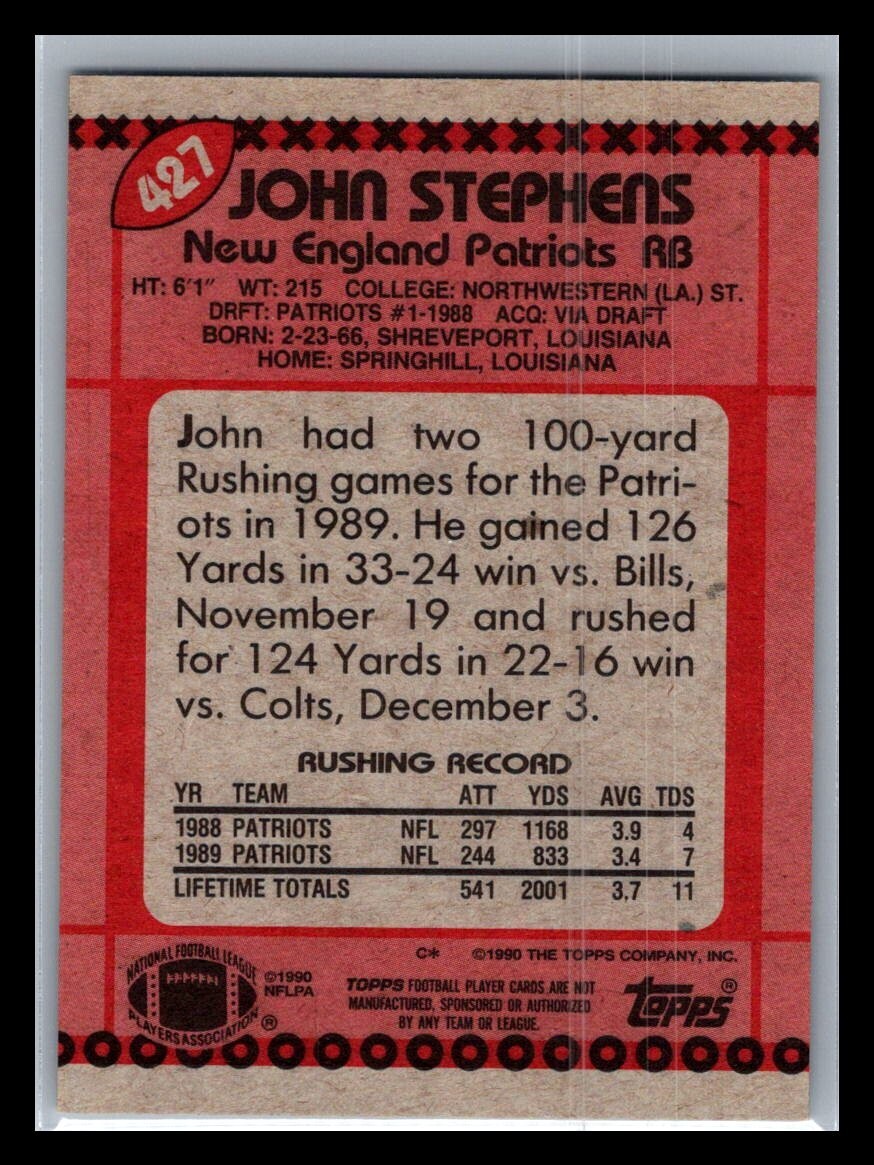 427
JOHN STEPHENS
New England Patriots RB
HT: 6'1" WT: 215 COLLEGE: NORTHWESTERN (LA.) ST.
DRFT: PATRIOTS #1-1988 ACQ: VIA DRAFT
BORN: 2-23-66, SHREVEPORT, LOUISIANA
HOME: SPRINGHILL, LOUISIANA
John had two 100-yard
Rushing games for the Patri-
ots in 1989. He gained 126
Yards in 33-24 win vs. Bills,
November 19 and rushed
for 124 Yards in 22-16 win
vs. Colts, December 3.
RUSHING RECORD
YR TEAM ATT YDS AVG TDS
1988 PATRIOTS NFL 297 1168 3.9 4
1989 PATRIOTS NFL 244 833 3.4 7
LIFETIME TOTALS 541 2001 3.7 11
C* ©1990 THE TOPPS COMPANY, INC.
NATIONAL FOOTBALL LEAGUE
PLAYERS ASSOCIATION ®
©1990
NFLPA
TOPPS FOOTBALL PLAYER CARDS ARE NOT
MANUFACTURED, SPONSORED OR AUTHORIZED
BY ANY TEAM OR LEAGUE.
Topps ®